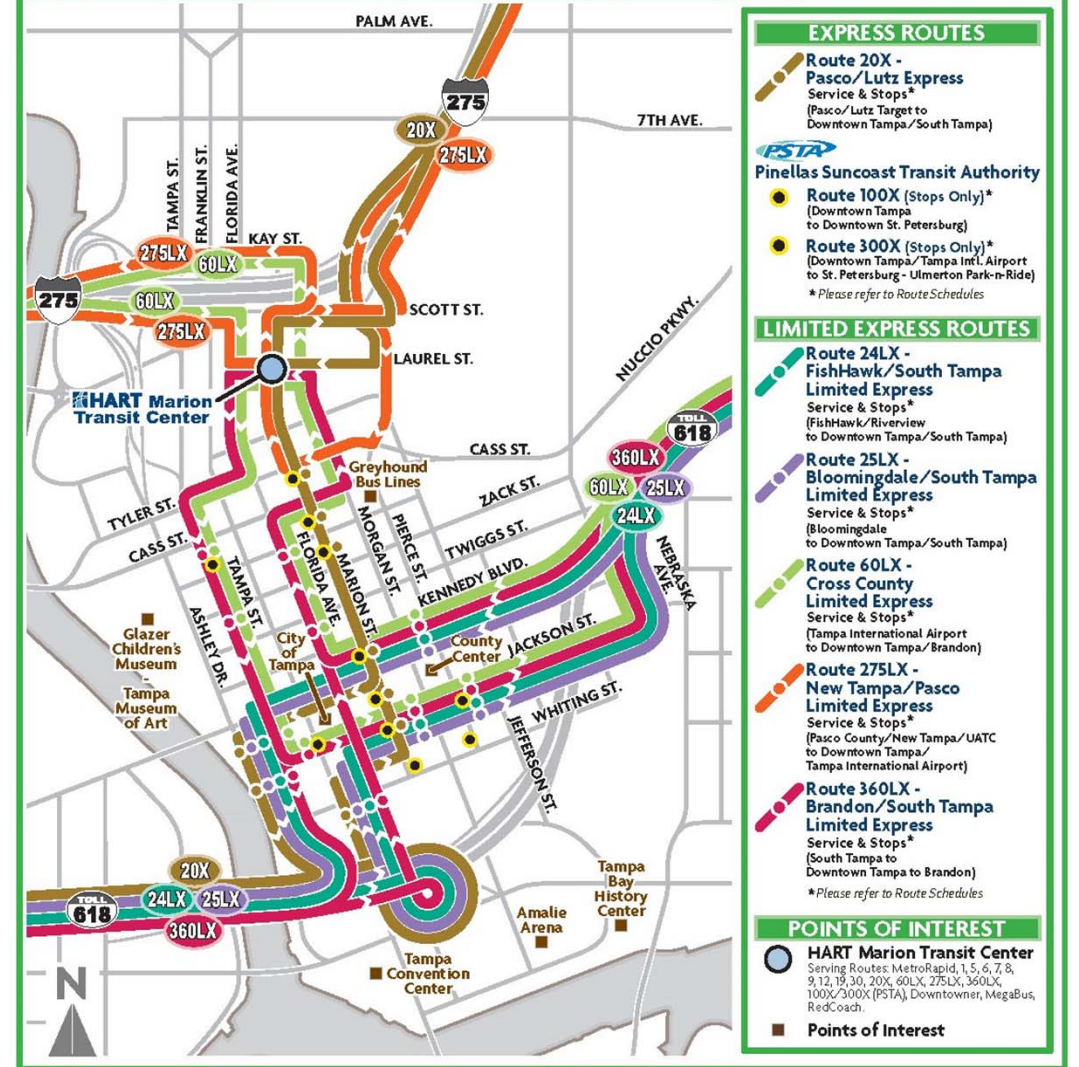 PALM AVE.
275
7TH AVE.
20X
275LX
TAMPA ST.
FRANKLIN ST.
FLORIDA AVE.
KAY ST.
275LX
60LX
275
60LX
275LX
SCOTT ST.
LAUREL ST.
NUCCIO PKWY.
HART Marion
Transit Center
TOLL
618
CASS ST.
360LX
60LX
25LX
24LX
Greyhound
Bus Lines
ZACK ST.
TYLER ST.
CASS ST.
MORGAN ST.
PIERCE ST.
TWIGGS ST.
FLORIDA AVE.
MARION ST.
KENNEDY BLVD.
NEBRASKA
AVE.
TAMPA ST.
ASHLEY DR.
Glazer
Children's
Museum
-
Tampa
Museum
of Art
City
of
Tampa
County
Center
JACKSON ST.
WHITING ST.
JEFFERSON ST.
20X
TOLL
618
24LX
25LX
360LX
Tampa
Bay
History
Center
Amalie
Arena
Tampa
Convention
Center
N
EXPRESS ROUTES
Route 20X -
Pasco/Lutz Express
Service & Stops*
(Pasco/Lutz Target to
Downtown Tampa/South Tampa)
PSTA
Pinellas Suncoast Transit Authority
Route 100X (Stops Only)*
(Downtown Tampa
to Downtown St. Petersburg)
Route 300X (Stops Only)*
(Downtown Tampa/Tampa Intl. Airport
to St. Petersburg - Ulmerton Park-n-Ride)
* Please refer to Route Schedules
LIMITED EXPRESS ROUTES
Route 24LX -
FishHawk/South Tampa
Limited Express
Service & Stops*
(FishHawk/Riverview
to Downtown Tampa/South Tampa)
Route 25LX -
Bloomingdale/South Tampa
Limited Express
Service & Stops*
(Bloomingdale
to Downtown Tampa/South Tampa)
Route 60LX -
Cross County
Limited Express
Service & Stops*
(Tampa International Airport
to Downtown Tampa/Brandon)
Route 275LX -
New Tampa/Pasco
Limited Express
Service & Stops*
(Pasco County/New Tampa/UATC
to Downtown Tampa/
Tampa International Airport)
Route 360LX -
Brandon/South Tampa
Limited Express
Service & Stops*
(South Tampa to
Downtown Tampa to Brandon)
*Please refer to Route Schedules
POINTS OF INTEREST
HART Marion Transit Center
Serving Routes: MetroRapid, 1, 5, 6, 7, 8,
9, 12, 19, 30, 20X, 60LX, 275LX, 360LX,
100X/300X (PSTA), Downtowner, MegaBus,
RedCoach.
Points of Interest